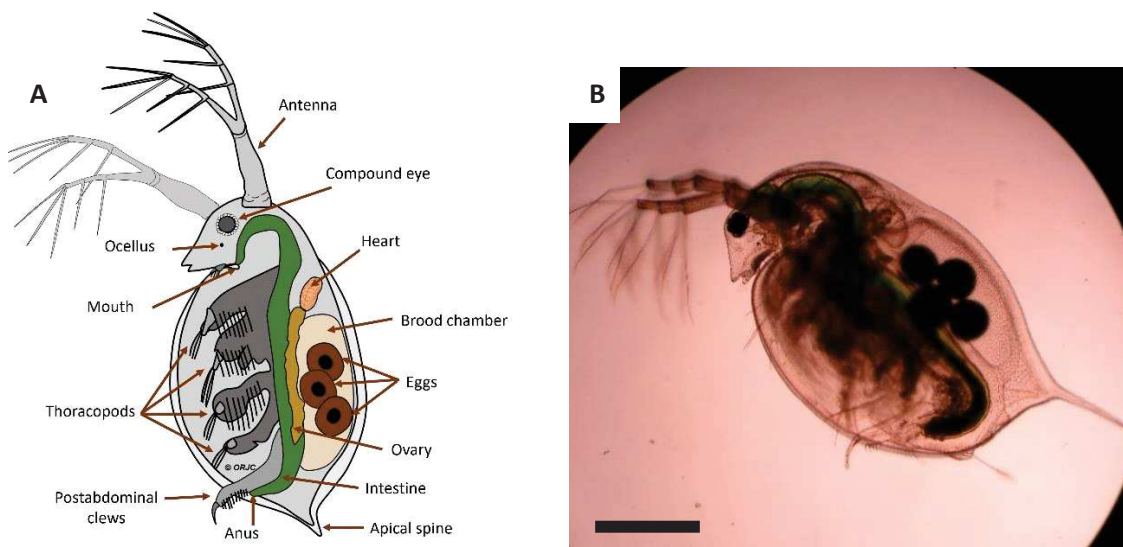 A
B
Antenna
Compound eye
Ocellus
Heart
Mouth
Brood chamber
Eggs
Thoracopods
Ovary
© ORJC
Intestine
Postabdominal
clews
Anus
Apical spine